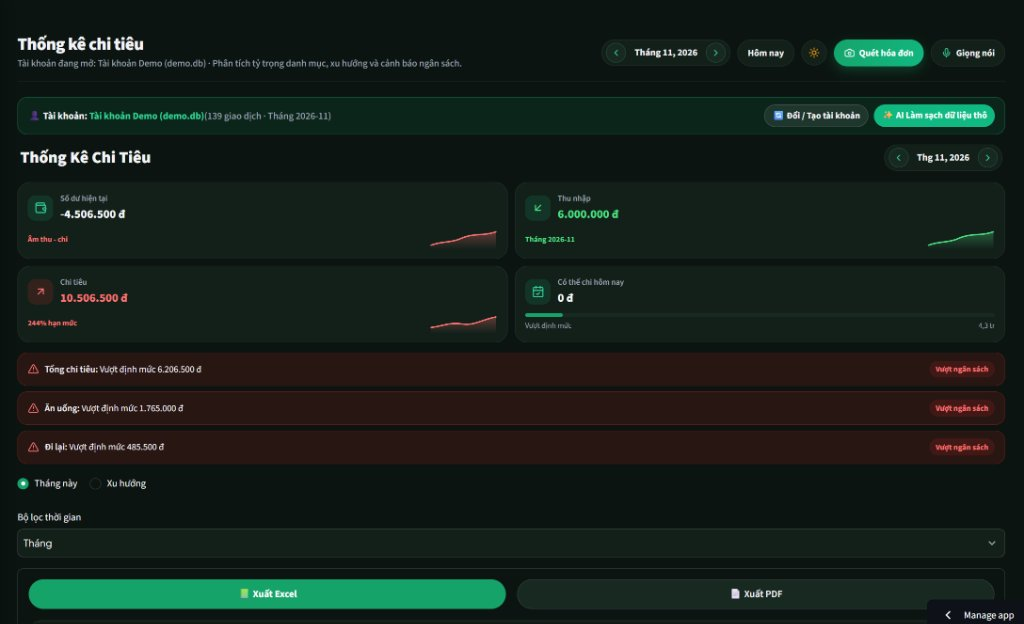 Thống kê chi tiêu
Tài khoản đang mở: Tài khoản Demo (demo.db) · Phân tích tỷ trọng danh mục, xu hướng và cảnh báo ngân sách.
Tháng 11, 2026
Hôm nay
Quét hóa đơn
Giọng nói
Tài khoản: Tài khoản Demo (demo.db)(139 giao dịch · Tháng 2026-11)
Đổi / Tạo tài khoản
AI Làm sạch dữ liệu thô
Thống Kê Chi Tiêu
Thg 11, 2026
Số dư hiện tại
-4.506.500 đ
Âm thu - chi
Thu nhập
6.000.000 đ
Tháng 2026-11
Chi tiêu
10.506.500 đ
244% hạn mức
Có thể chi hôm nay
0 đ
Vượt định mức
4,3 tr
Tổng chi tiêu: Vượt định mức 6.206.500 đ
Vượt ngân sách
Ăn uống: Vượt định mức 1.765.000 đ
Vượt ngân sách
Đi lại: Vượt định mức 485.500 đ
Vượt ngân sách
Tháng này
Xu hướng
Bộ lọc thời gian
Tháng
Xuất Excel
Xuất PDF
Manage app